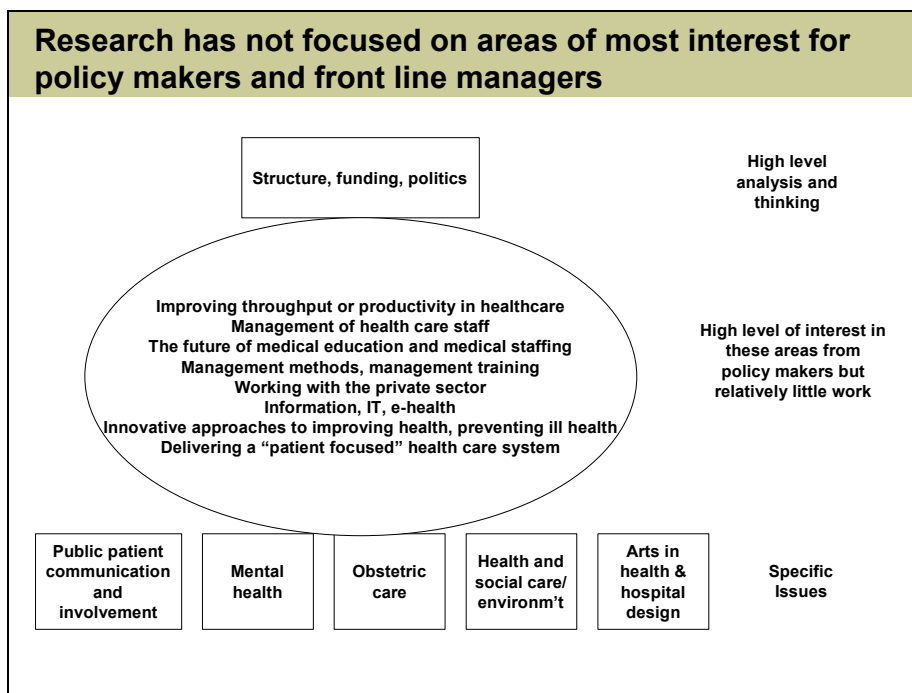 Research has not focused on areas of most interest for
policy makers and front line managers
Structure, funding, politics
High level
analysis and
thinking
Improving throughput or productivity in healthcare
Management of health care staff
The future of medical education and medical staffing
Management methods, management training
Working with the private sector
Information, IT, e-health
Innovative approaches to improving health, preventing ill health
Delivering a “patient focused” health care system
High level of interest in
these areas from
policy makers but
relatively little work
Public patient
communication
and
involvement
Mental
health
Obstetric
care
Health and
social care/
environm’t
Arts in
health &
hospital
design
Specific
Issues